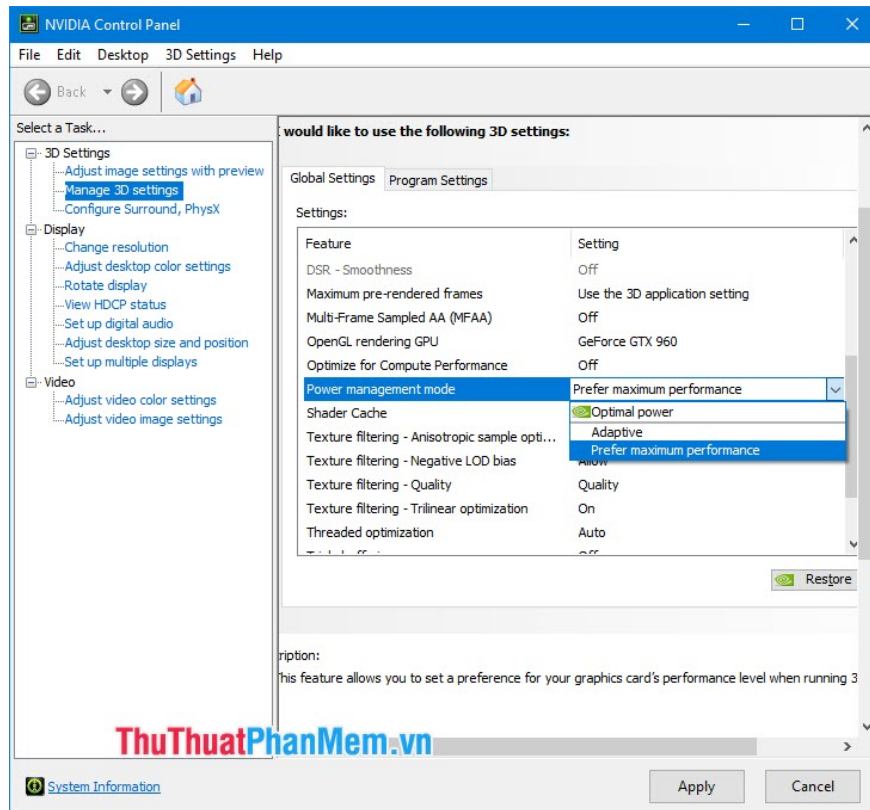 NVIDIA Control Panel
File Edit Desktop 3D Settings Help
Back
Select a Task...
3D Settings
Adjust image settings with preview
Manage 3D settings
Configure Surround, PhysX
Display
Change resolution
Adjust desktop color settings
Rotate display
View HDCP status
Set up digital audio
Adjust desktop size and position
Set up multiple displays
Video
Adjust video color settings
Adjust video image settings
would like to use the following 3D settings:
Global Settings Program Settings
Settings:
Feature Setting
DSR - Smoothness Off
Maximum pre-rendered frames Use the 3D application setting
Multi-Frame Sampled AA (MFAA) Off
OpenGL rendering GPU GeForce GTX 960
Optimize for Compute Performance Off
Power management mode Prefer maximum performance
Optimal power
Adaptive
Prefer maximum performance
Shader Cache
Texture filtering - Anisotropic sample opti...
Texture filtering - Negative LOD bias Allow
Texture filtering - Quality Quality
Texture filtering - Trilinear optimization On
Threaded optimization Auto
Restore
ription:
his feature allows you to set a preference for your graphics card's performance level when running 3
ThuThuatPhanMem.vn
System Information
Apply Cancel